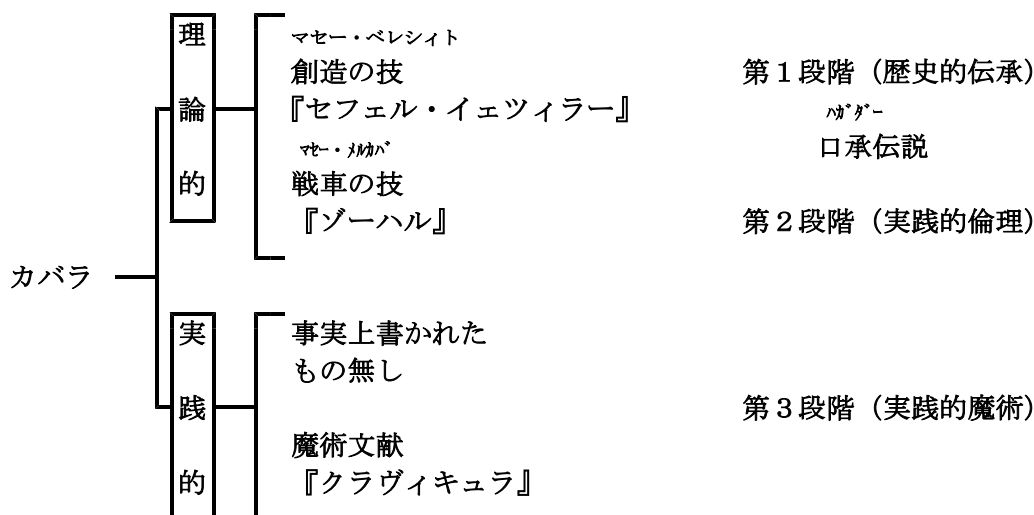 理論的
マセー・ベレシィト
創造の技
第１段階（歴史的伝承）
『セフェル・イェツィラー』
ﾊｶﾞﾀﾞｰ
口承伝説
ﾏｾｰ・ﾒﾙｶﾊﾞ
戦車の技
『ゾーハル』
第２段階（実践的倫理）
カバラ
実践的
事実上書かれた
もの無し
第３段階（実践的魔術）
魔術文献
『クラヴィキュラ』